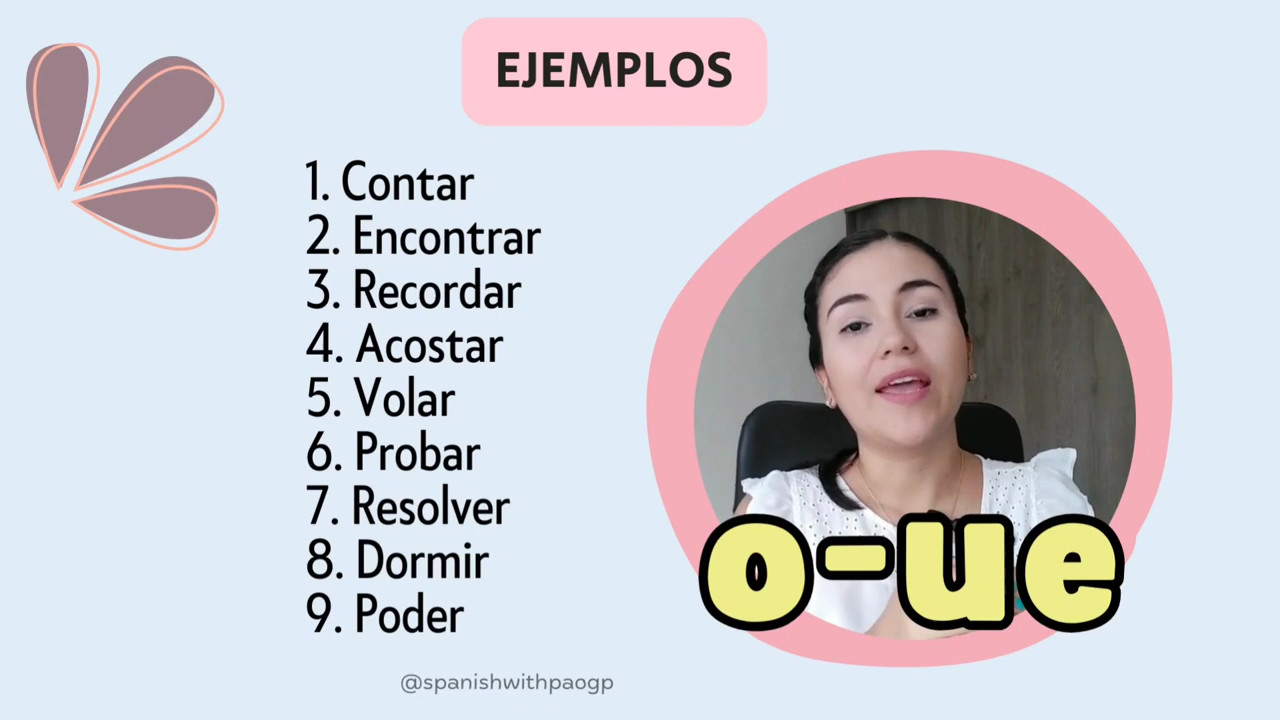 EJEMPLOS
1. Contar
2. Encontrar
3. Recordar
4. Acostar
5. Volar
6. Probar
7. Resolver
8. Dormir
9. Poder
o-ue
@spanishwithpaogp